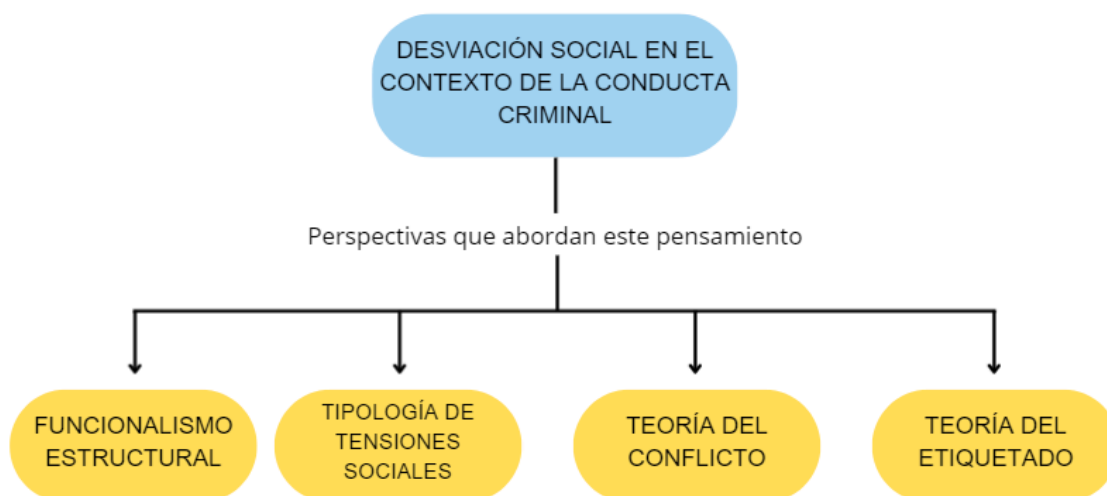 DESVIACIÓN SOCIAL EN EL
CONTEXTO DE LA CONDUCTA
CRIMINAL
Perspectivas que abordan este pensamiento
FUNCIONALISMO
ESTRUCTURAL
TIPOLOGÍA DE
TENSIONES
SOCIALES
TEORÍA DEL
CONFLICTO
TEORÍA DEL
ETIQUETADO